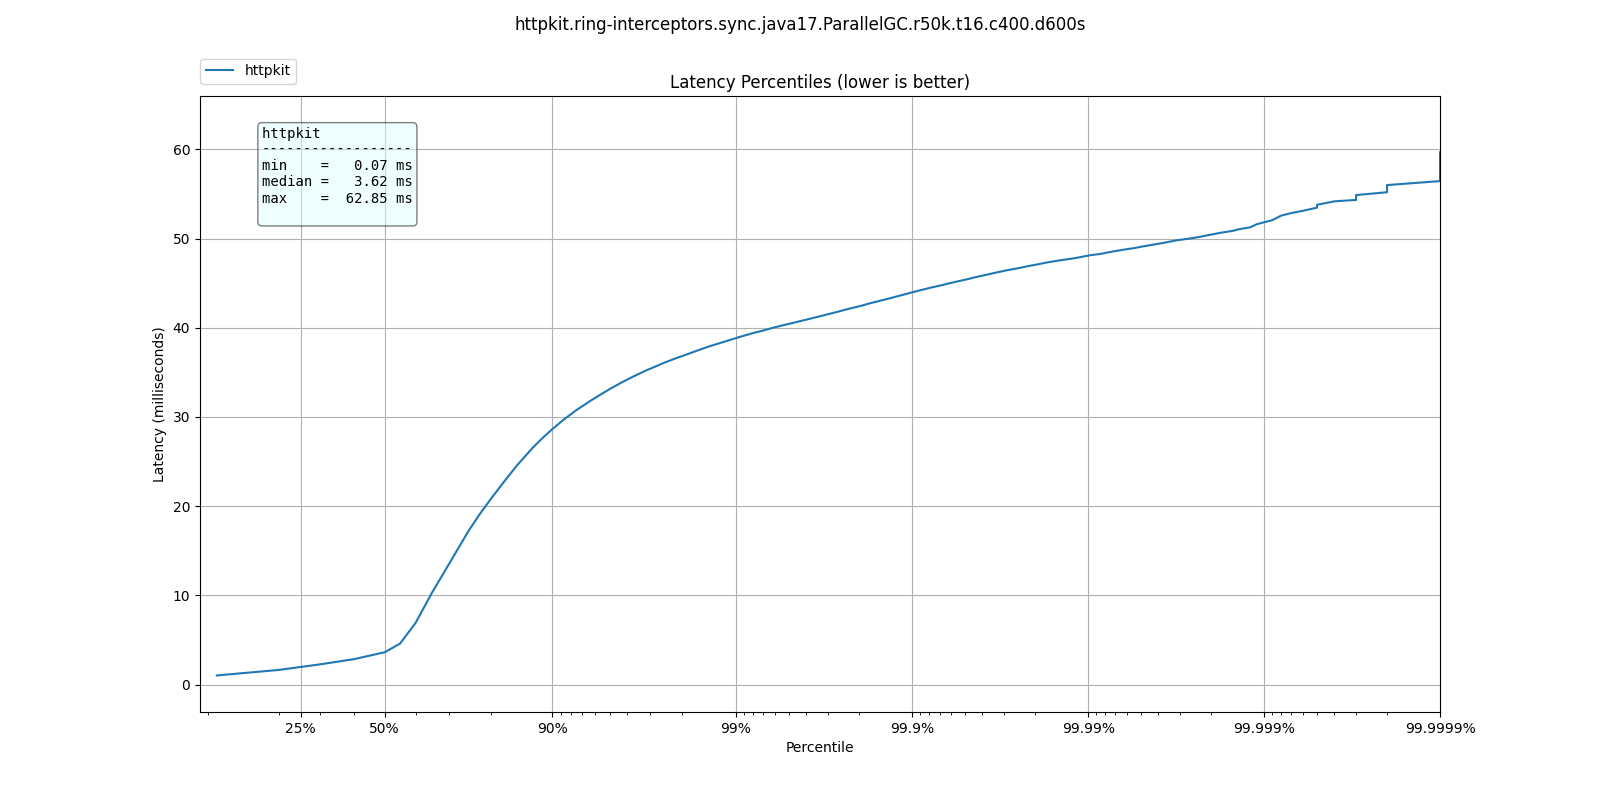 httpkit.ring-interceptors.sync.java17.ParallelGC.r50k.t16.c400.d600s
httpkit
Latency Percentiles (lower is better)
httpkit
------------------
min    =   0.07 ms
median =   3.62 ms
max    =  62.85 ms
60
50
40
30
20
10
0
Latency (milliseconds)
25% 50% 90% 99% 99.9% 99.99% 99.999% 99.9999%
Percentile